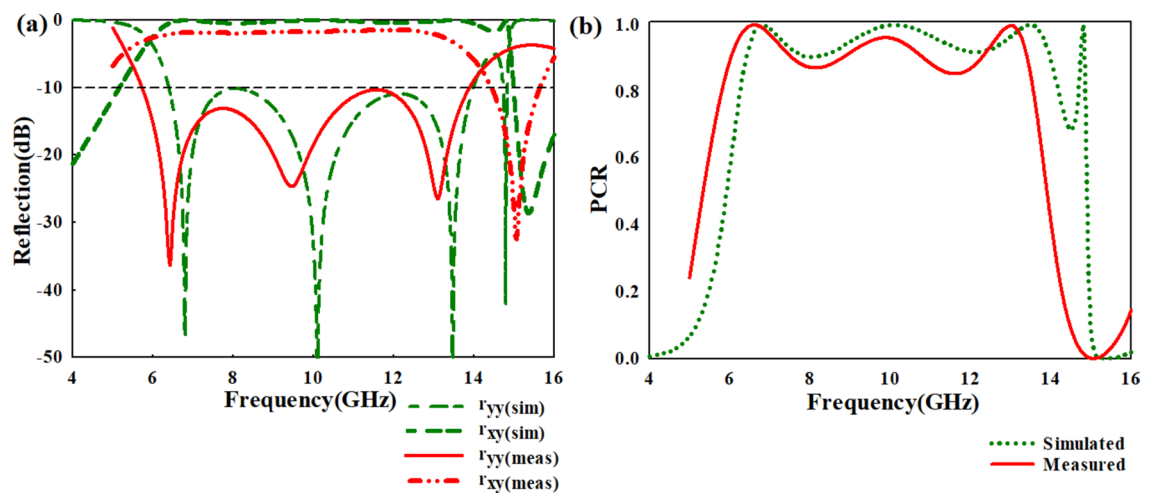 (a)
Reflection(dB)
0
-10
-20
-30
-40
-50
4 6 8 10 12 14 16
Frequency(GHz)
ryy(sim)
rxy(sim)
ryy(meas)
rxy(meas)
(b)
PCR
1.0
0.8
0.6
0.4
0.2
0.0
4 6 8 10 12 14 16
Frequency(GHz)
Simulated
Measured